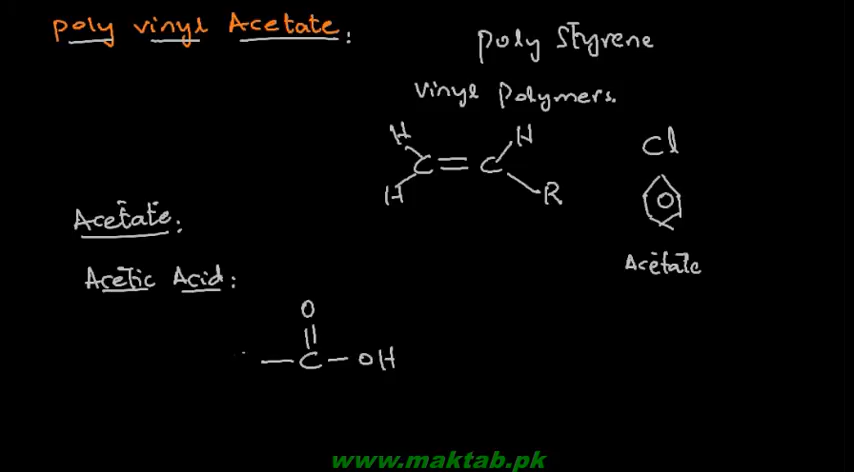 Poly vinyl Acetate:
Poly Styrene
Vinyl Polymers.
H H
C = C
H R
Cl
Acetate
Acetate:
Acetic Acid:
O
||
— C — OH
www.maktab.pk